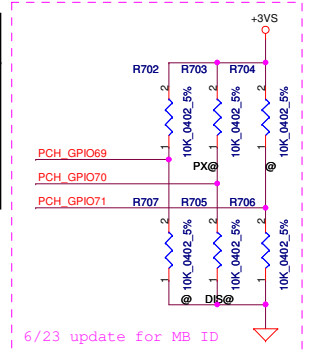 +3VS
R702 R703 R704
2 2 2
10K_0402_5% 10K_0402_5% 10K_0402_5%
1 1 1
PCH_GPIO69
PX@ @
PCH_GPIO70
PCH_GPIO71
R707 R705 R706
2 2 2
10K_0402_5% 10K_0402_5% 10K_0402_5%
1 1 1
@ DIS@
6/23 update for MB ID